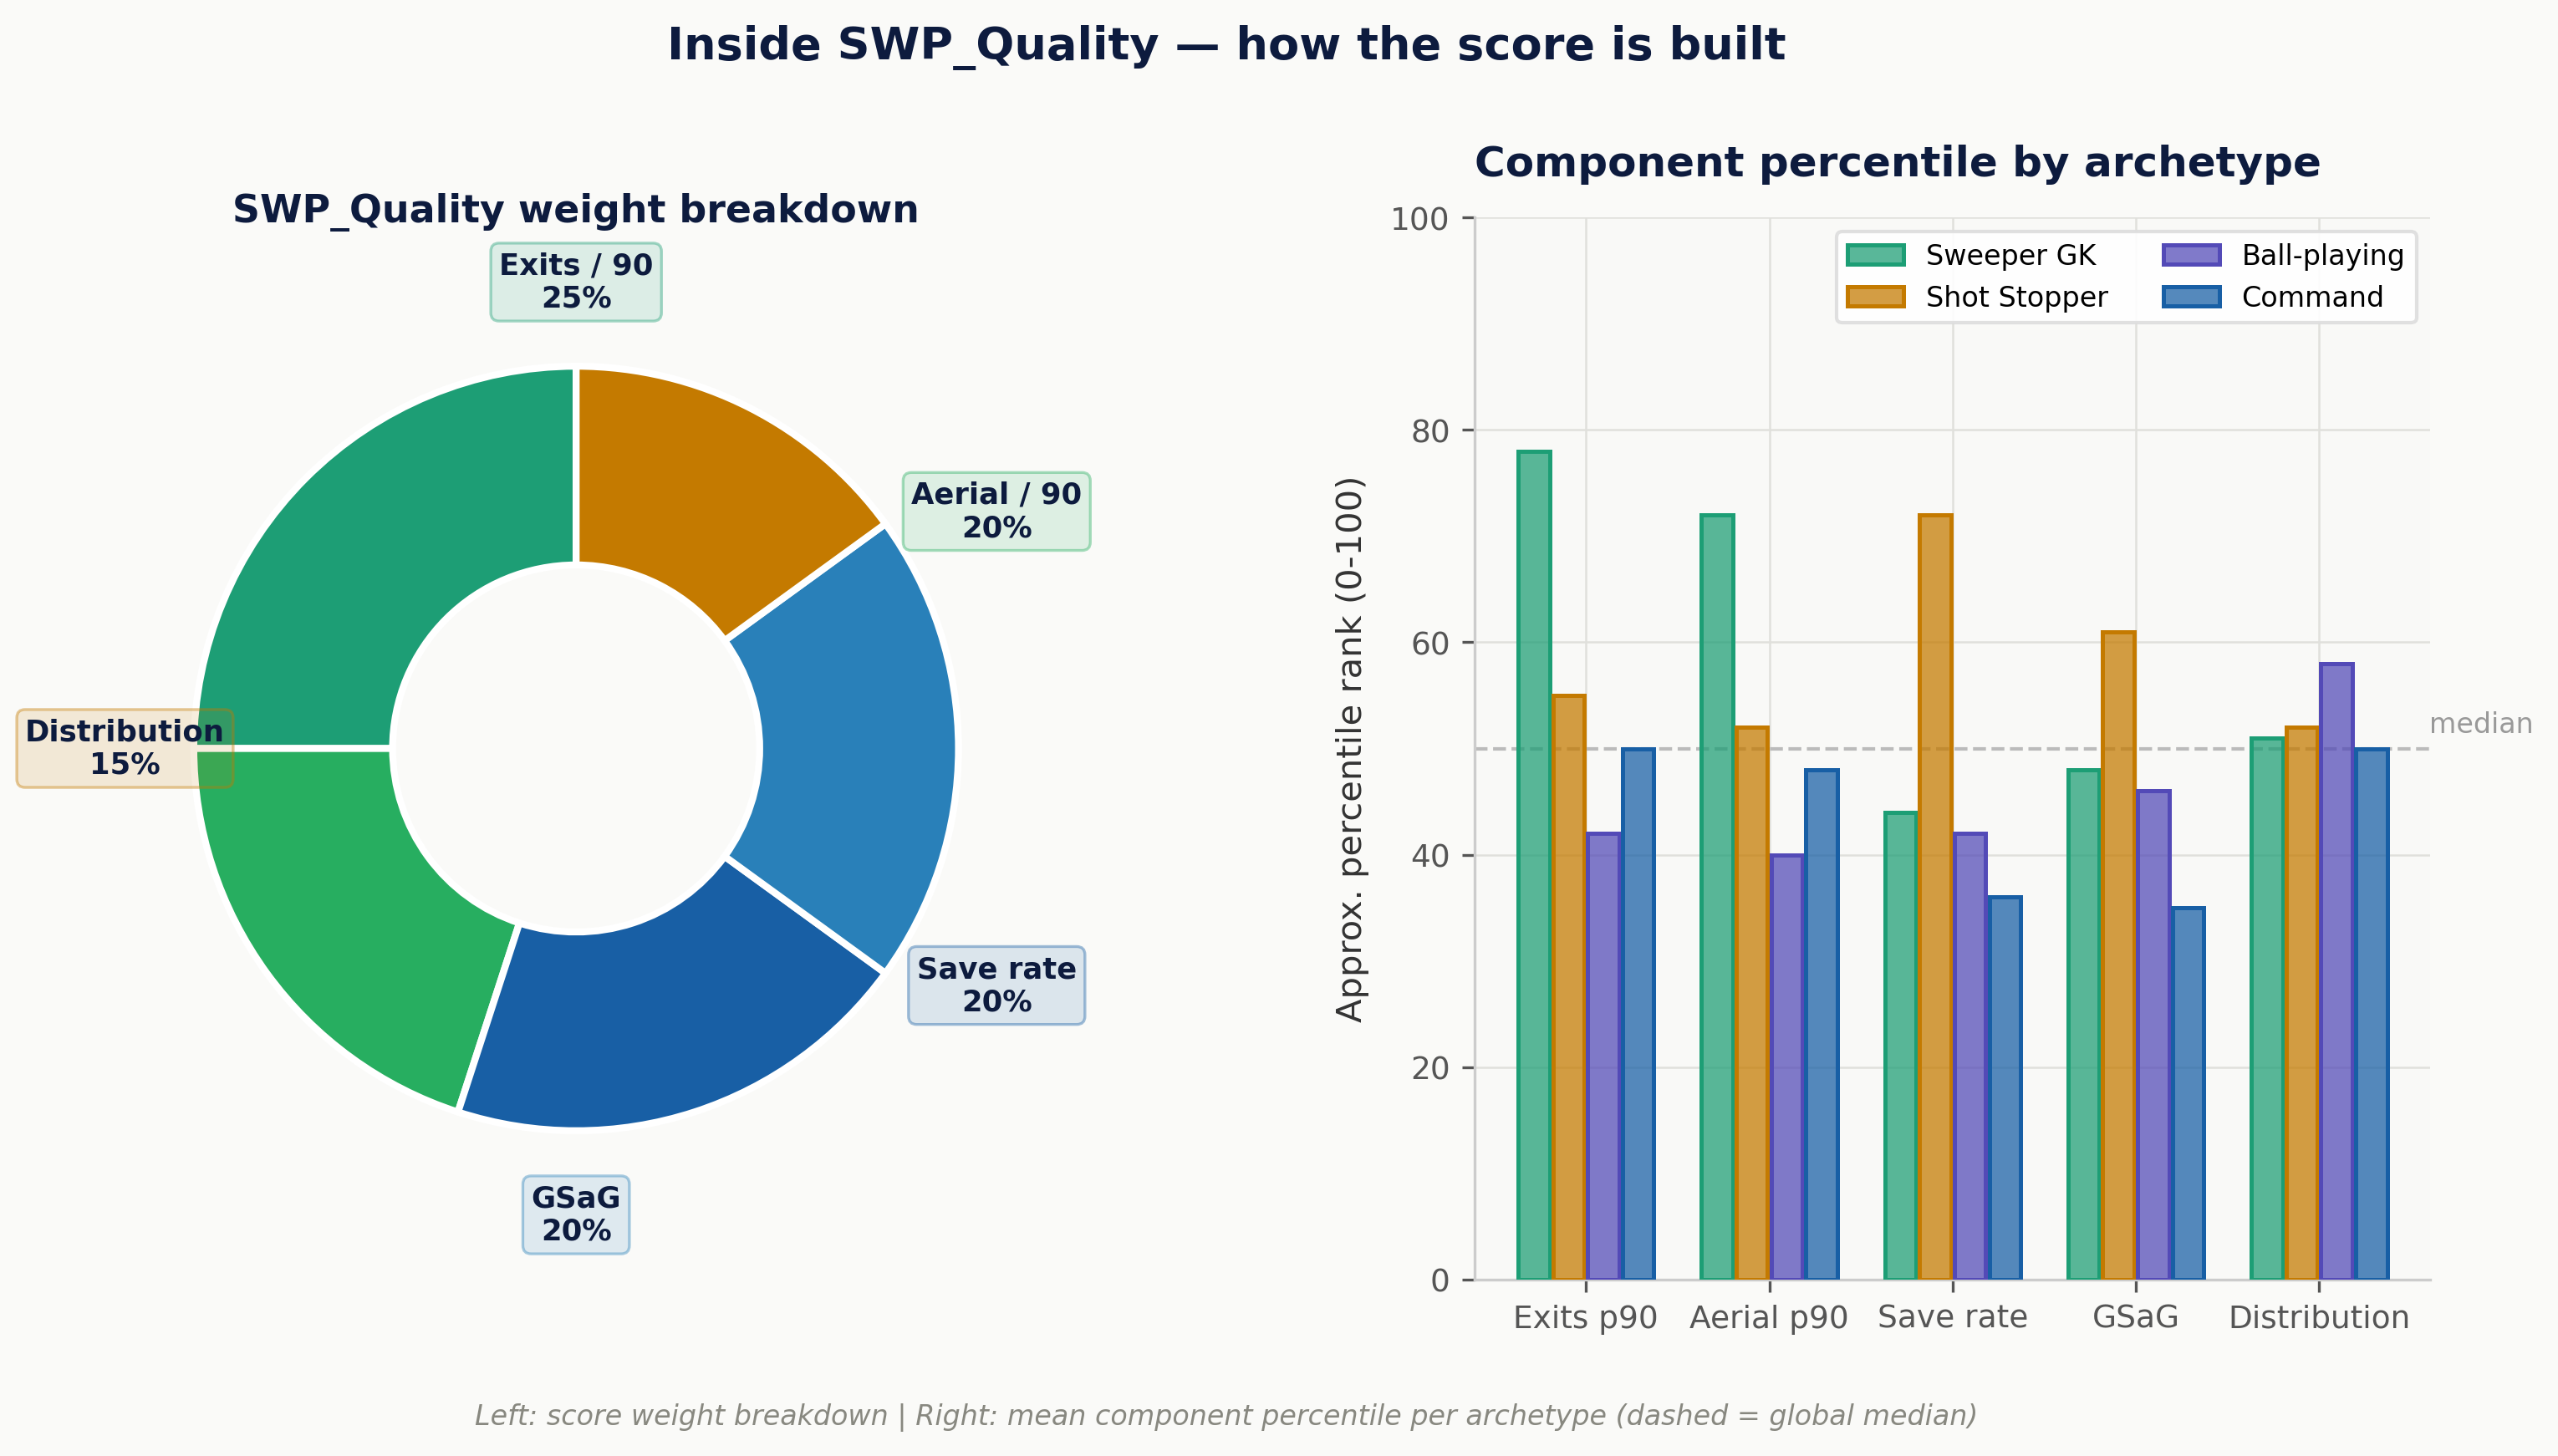 Inside SWP_Quality — how the score is built
SWP_Quality weight breakdown
Exits / 90
25%
Aerial / 90
20%
Distribution
15%
Save rate
20%
GSaG
20%
Component percentile by archetype
Sweeper GK
Shot Stopper
Ball-playing
Command
Approx. percentile rank (0-100)
100
80
60
40
20
0
median
Exits p90
Aerial p90
Save rate
GSaG
Distribution
Left: score weight breakdown | Right: mean component percentile per archetype (dashed = global median)